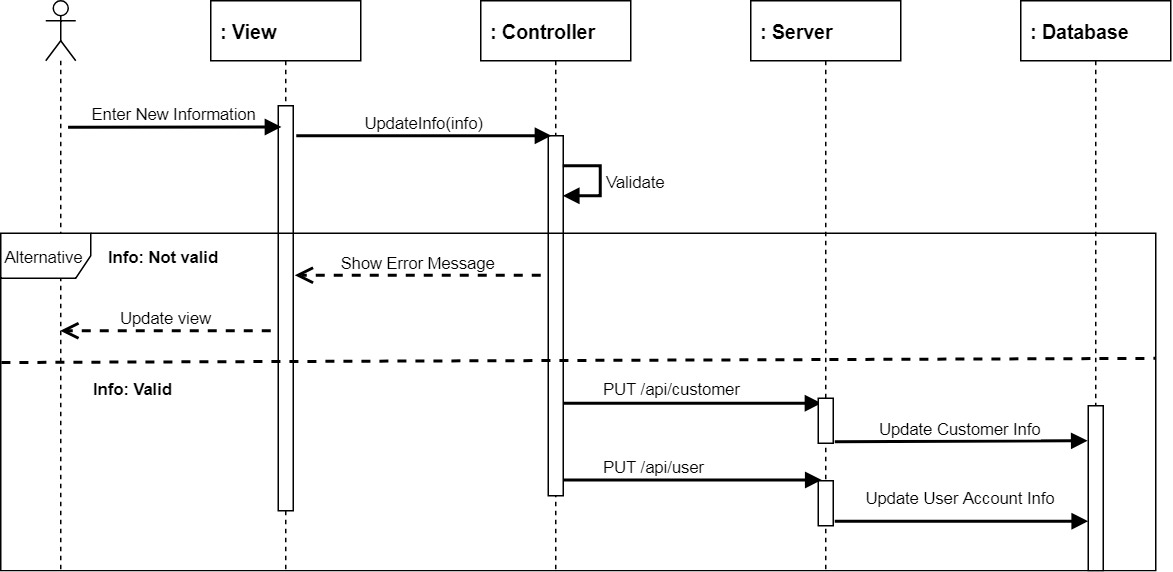 : View
: Controller
: Server
: Database
Enter New Information
UpdateInfo(info)
Validate
Alternative
Info: Not valid
Show Error Message
Update view
Info: Valid
PUT /api/customer
Update Customer Info
PUT /api/user
Update User Account Info